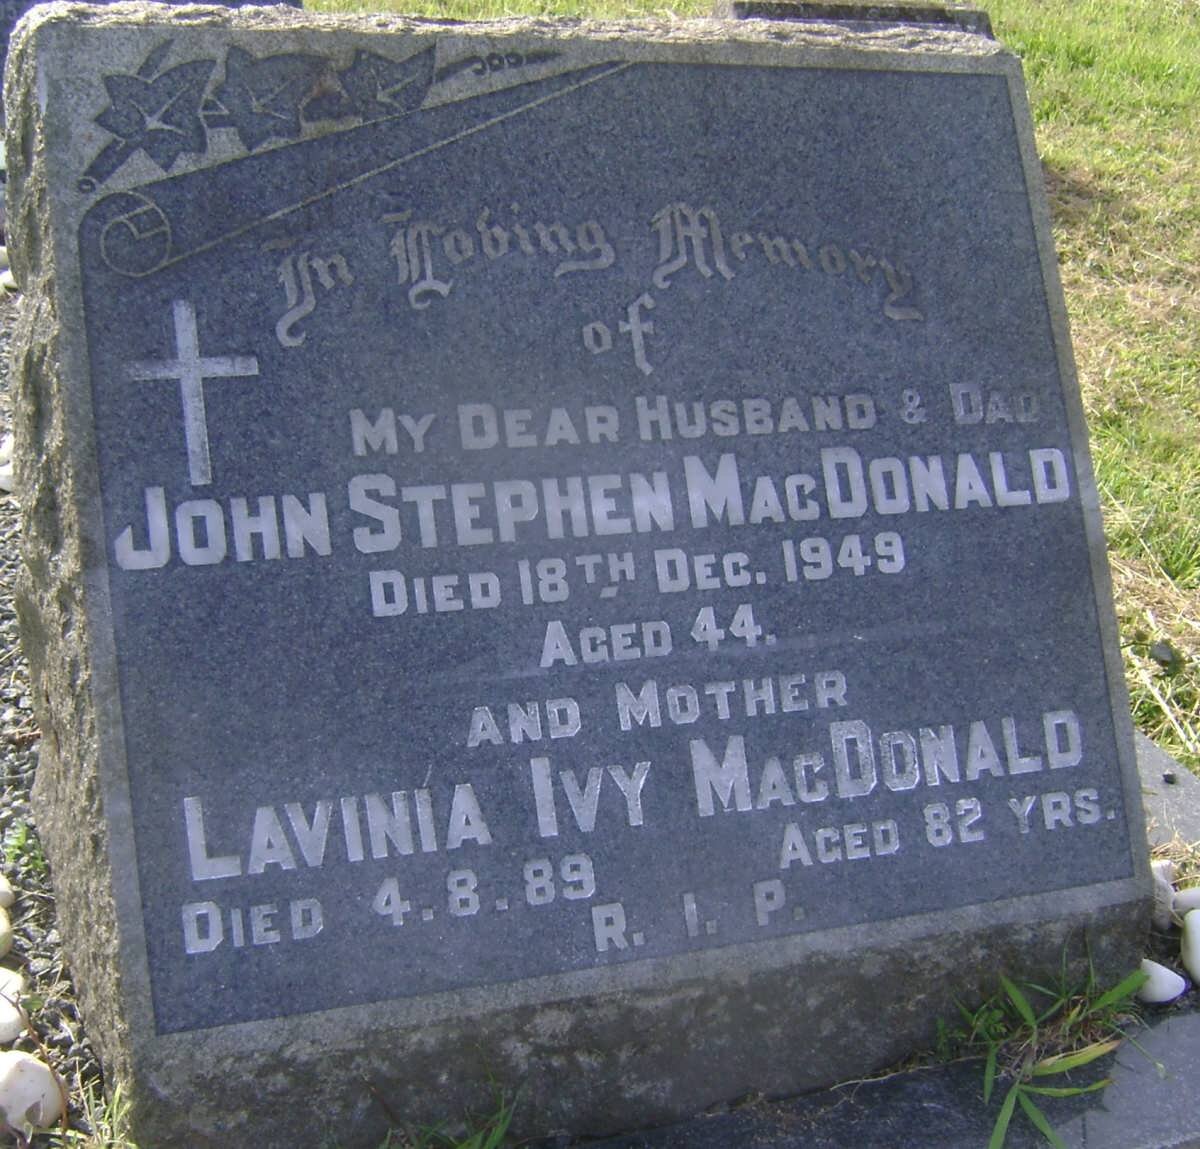 In Loving Memory
of
MY DEAR HUSBAND & DAD
JOHN STEPHEN MACDONALD
DIED 18TH DEC. 1949
AGED 44.
AND MOTHER
LAVINIA IVY MACDONALD
DIED 4.8.89 AGED 82 YRS.
R. I. P.